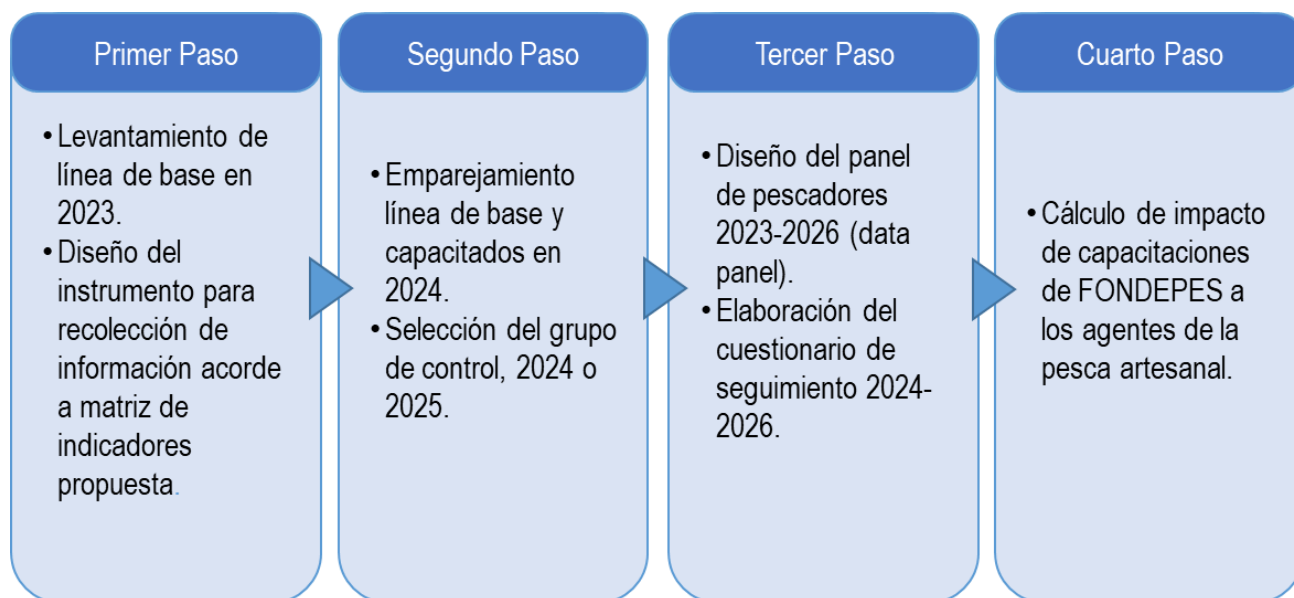 Primer Paso
• Levantamiento de
línea de base en
2023.
• Diseño del
instrumento para
recolección de
información acorde
a matriz de
indicadores
propuesta.
Segundo Paso
• Emparejamiento
línea de base y
capacitados en
2024.
• Selección del grupo
de control, 2024 o
2025.
Tercer Paso
• Diseño del panel
de pescadores
2023-2026 (data
panel).
• Elaboración del
cuestionario de
seguimiento 2024-
2026.
Cuarto Paso
• Cálculo de impacto
de capacitaciones
de FONDEPES a
los agentes de la
pesca artesanal.